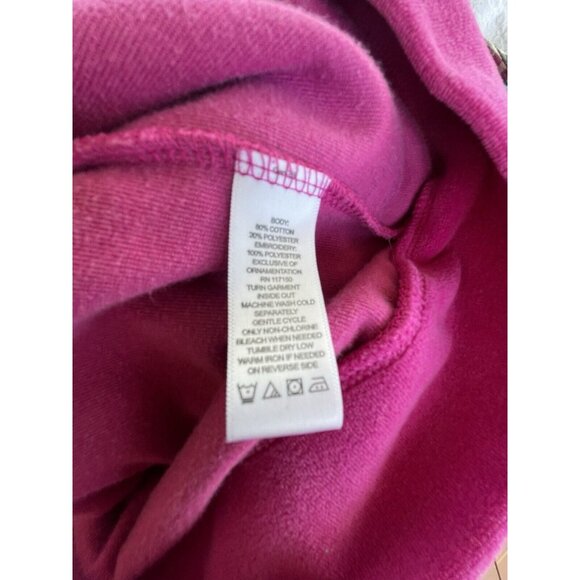 BODY:
80% COTTON
20% POLYESTER
EMBROIDERY:
100% POLYESTER
EXCLUSIVE OF
ORNAMENTATION
RN 117150
TURN GARMENT
INSIDE OUT
MACHINE WASH COLD
SEPARATELY
GENTLE CYCLE
ONLY NON-CHLORINE
BLEACH WHEN NEEDED
TUMBLE DRY LOW
WARM IRON IF NEEDED
ON REVERSE SIDE